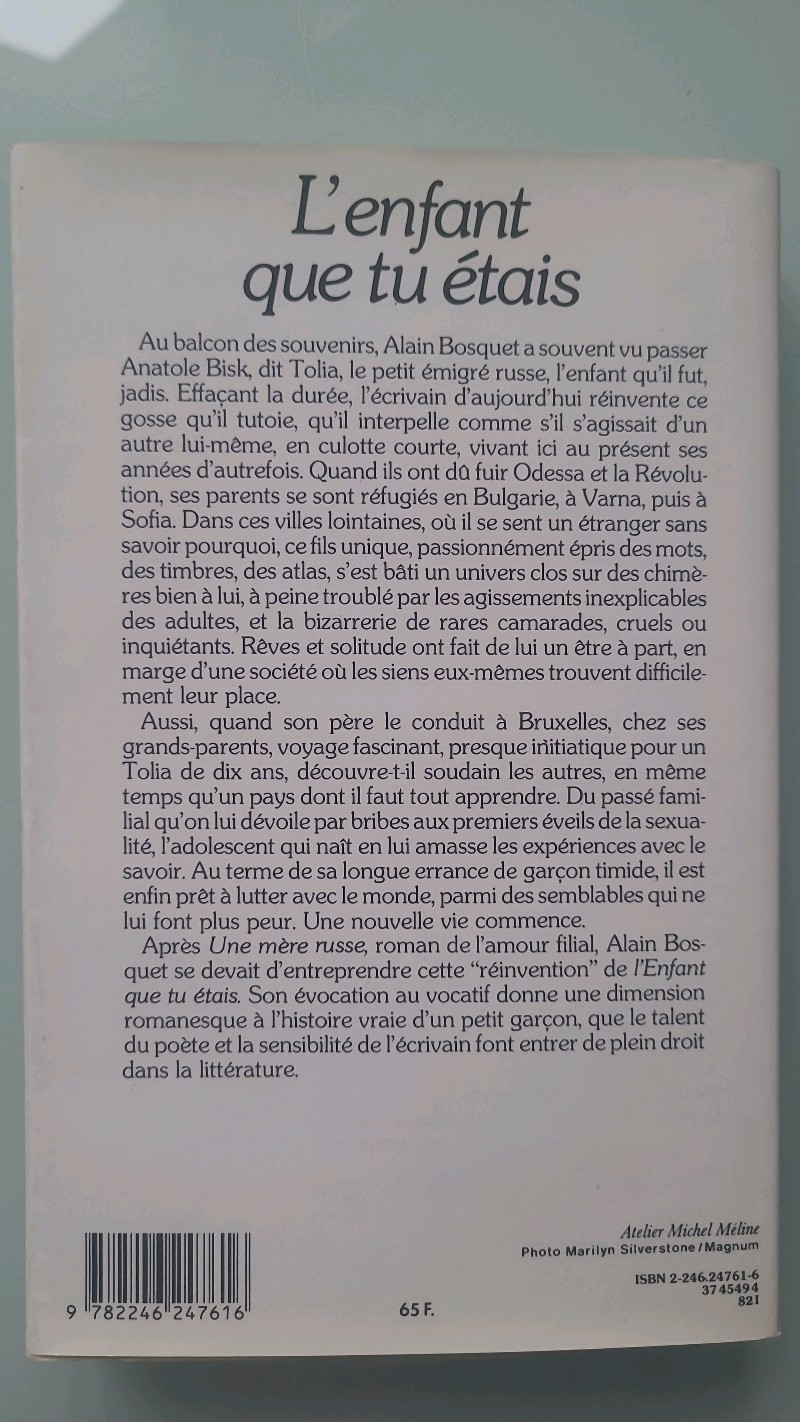 L'enfant
que tu étais
Au balcon des souvenirs, Alain Bosquet a souvent vu passer
Anatole Bisk, dit Tolia, le petit émigré russe, l'enfant qu'il fut,
jadis. Effaçant la durée, l'écrivain d'aujourd'hui réinvente ce
gosse qu'il tutoie, qu'il interpelle comme s'il s'agissait d'un
autre lui-même, en culotte courte, vivant ici au présent ses
années d'autrefois. Quand ils ont dû fuir Odessa et la Révolu-
tion, ses parents se sont réfugiés en Bulgarie, à Varna, puis à
Sofia. Dans ces villes lointaines, où il se sent un étranger sans
savoir pourquoi, ce fils unique, passionnément épris des mots,
des timbres, des atlas, s'est bâti un univers clos sur des chimè-
res bien à lui, à peine troublé par les agissements inexplicables
des adultes, et la bizarrerie de rares camarades, cruels ou
inquiétants. Rêves et solitude ont fait de lui un être à part, en
marge d'une société où les siens eux-mêmes trouvent difficile-
ment leur place.
Aussi, quand son père le conduit à Bruxelles, chez ses
grands-parents, voyage fascinant, presque initiatique pour un
Tolia de dix ans, découvre-t-il soudain les autres, en même
temps qu'un pays dont il faut tout apprendre. Du passé fami-
lial qu'on lui dévoile par bribes aux premiers éveils de la sexua-
lité, l'adolescent qui naît en lui amasse les expériences avec le
savoir. Au terme de sa longue errance de garçon timide, il est
enfin prêt à lutter avec le monde, parmi des semblables qui ne
lui font plus peur. Une nouvelle vie commence.
Après Une mère russe, roman de l'amour filial, Alain Bos-
quet se devait d'entreprendre cette "réinvention" de l'Enfant
que tu étais. Son évocation au vocatif donne une dimension
romanesque à l'histoire vraie d'un petit garçon, que le talent
du poète et la sensibilité de l'écrivain font entrer de plein droit
dans la littérature.
Atelier Michel Méline
Photo Marilyn Silverstone / Magnum
ISBN 2-246.24761-6
37 4549 4
821
9 782246 247616
65 F.